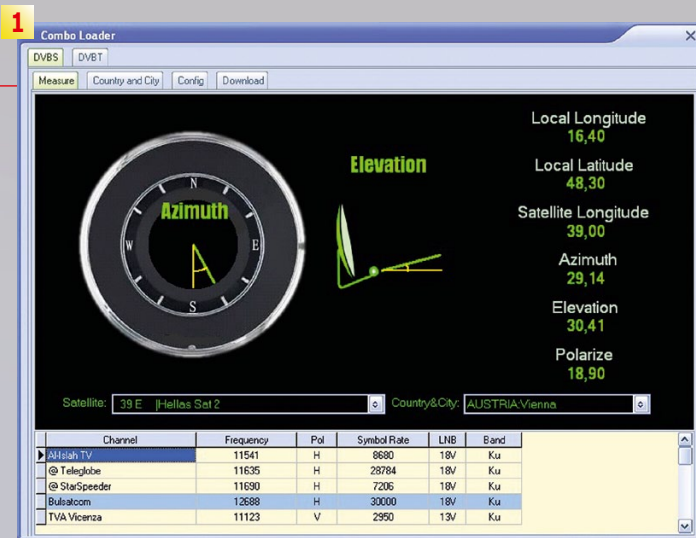 1
Combo Loader
DVBS DVBT
Measure Country and City Config Download
N
W
E
S
Azimuth
Elevation
Local Longitude
16,40
Local Latitude
48,30
Satellite Longitude
39,00
Azimuth
29,14
Elevation
30,41
Polarize
18,90
Satellite: 39 E |Hellas Sat 2 Country&City: AUSTRIA:Vienna
Channel Frequency Pol Symbol Rate LNB Band
Al-Islah TV 11541 H 8680 18V Ku
@ Teleglobe 11635 H 28784 18V Ku
@ StarSpeeder 11690 H 7206 18V Ku
Bulsatcom 12688 H 30000 18V Ku
TVA Vicenza 11123 V 2950 13V Ku